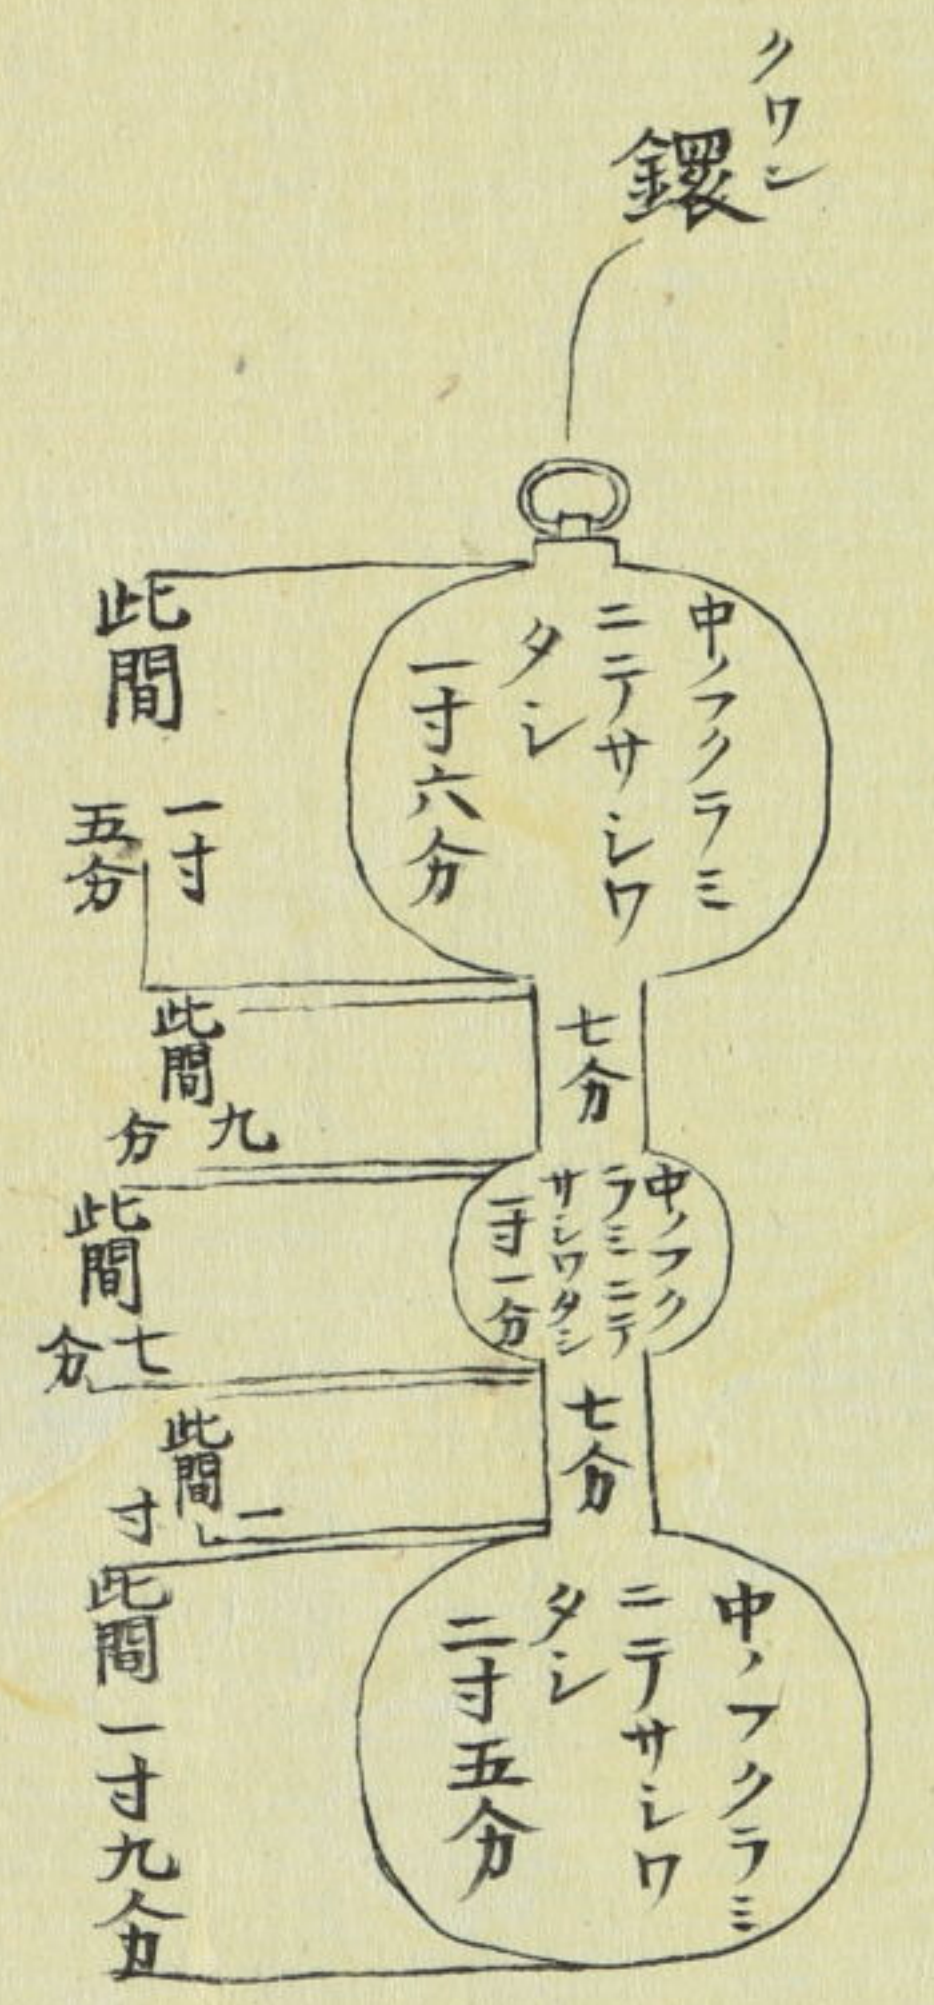 クワン
鐶
中ノフクラミ
ニテサシワ
タシ
一寸六分
此間
一寸
五分
七分
此間
九
分
中ノフク
ラミニテ
サシワタシ
一寸一分
此間
七
分
七分
此間
一
寸
中ノフクラミ
ニテサシワ
タシ
二寸五分
此間一寸九分